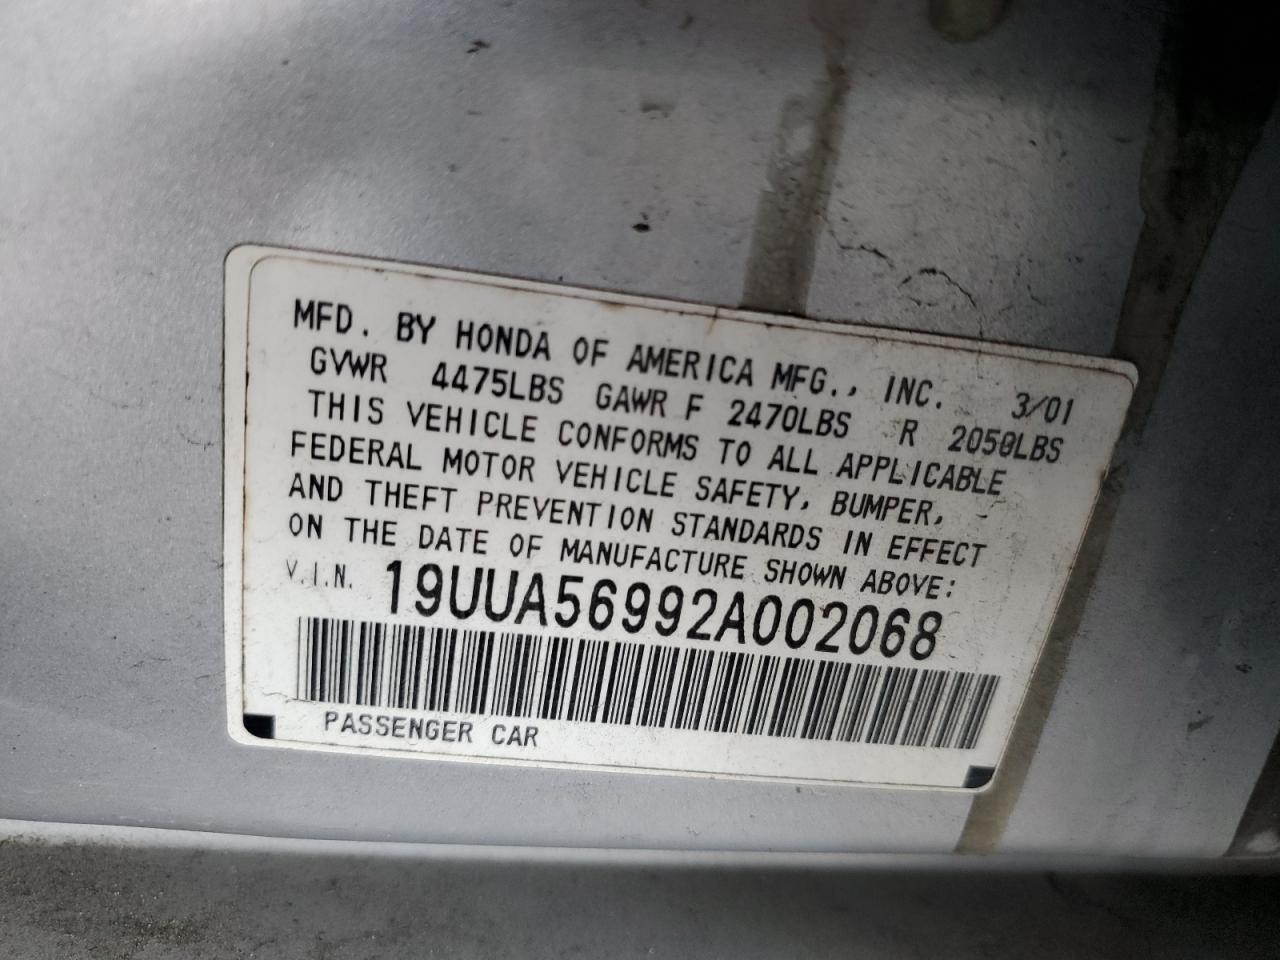 MFD. BY HONDA OF AMERICA MFG., INC. 3/01
GVWR 4475LBS GAWR F 2470LBS R 2050LBS
THIS VEHICLE CONFORMS TO ALL APPLICABLE
FEDERAL MOTOR VEHICLE SAFETY, BUMPER,
AND THEFT PREVENTION STANDARDS IN EFFECT
ON THE DATE OF MANUFACTURE SHOWN ABOVE:
V.I.N. 19UUA56992A002068
PASSENGER CAR